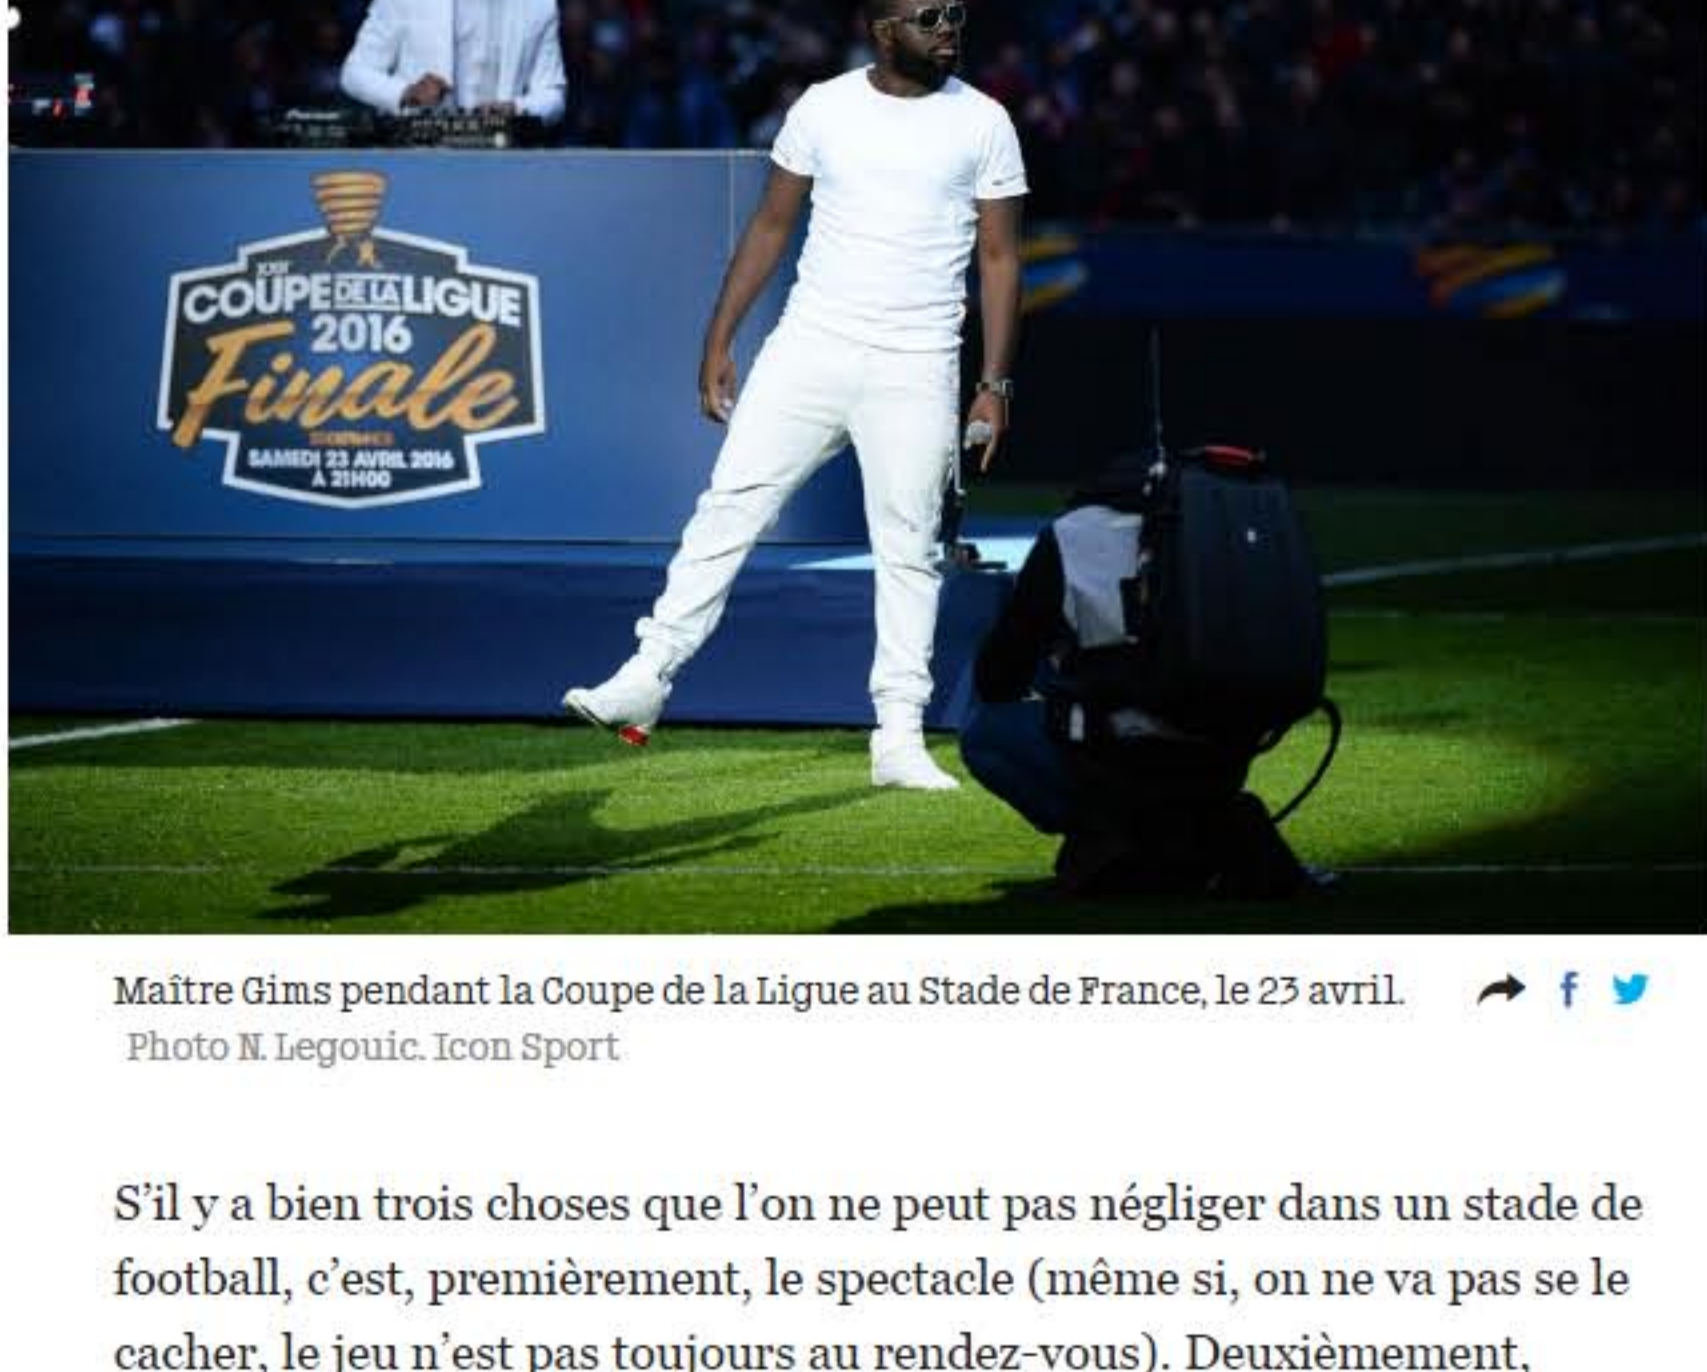 XXIIe
COUPE DE LA LIGUE
2016
Finale
SAMEDI 23 AVRIL 2016
À 21H00
Maître Gims pendant la Coupe de la Ligue au Stade de France, le 23 avril.
Photo N. Legouic. Icon Sport
S’il y a bien trois choses que l’on ne peut pas négliger dans un stade de
football, c’est, premièrement, le spectacle (même si, on ne va pas se le
cacher, le jeu n’est pas toujours au rendez-vous). Deuxièmement,